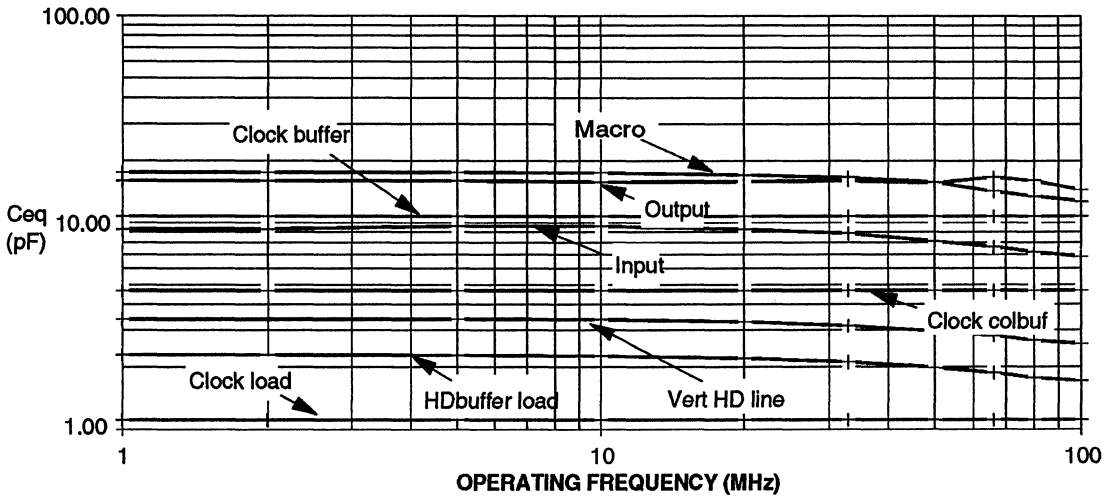 100.00
Clock buffer
Macro
Output
Ceq
10.00
(pF)
Input
Clock colbuf
Clock load
HDbuffer load
Vert HD line
1.00
1
10
100
OPERATING FREQUENCY (MHz)